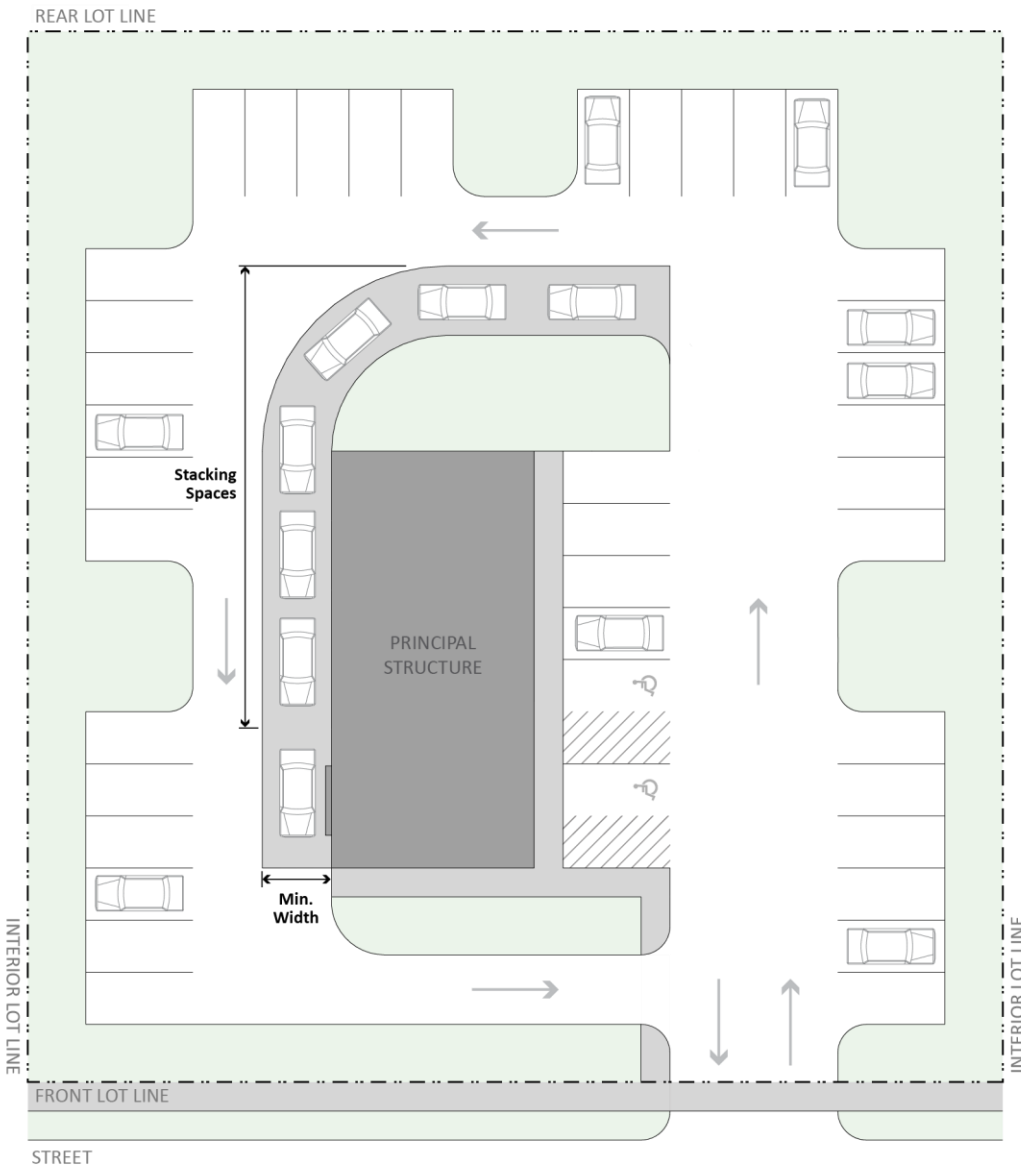 REAR LOT LINE
Stacking
Spaces
PRINCIPAL
STRUCTURE
Min.
Width
INTERIOR LOT LINE
INTERIOR LOT LINE
FRONT LOT LINE
STREET